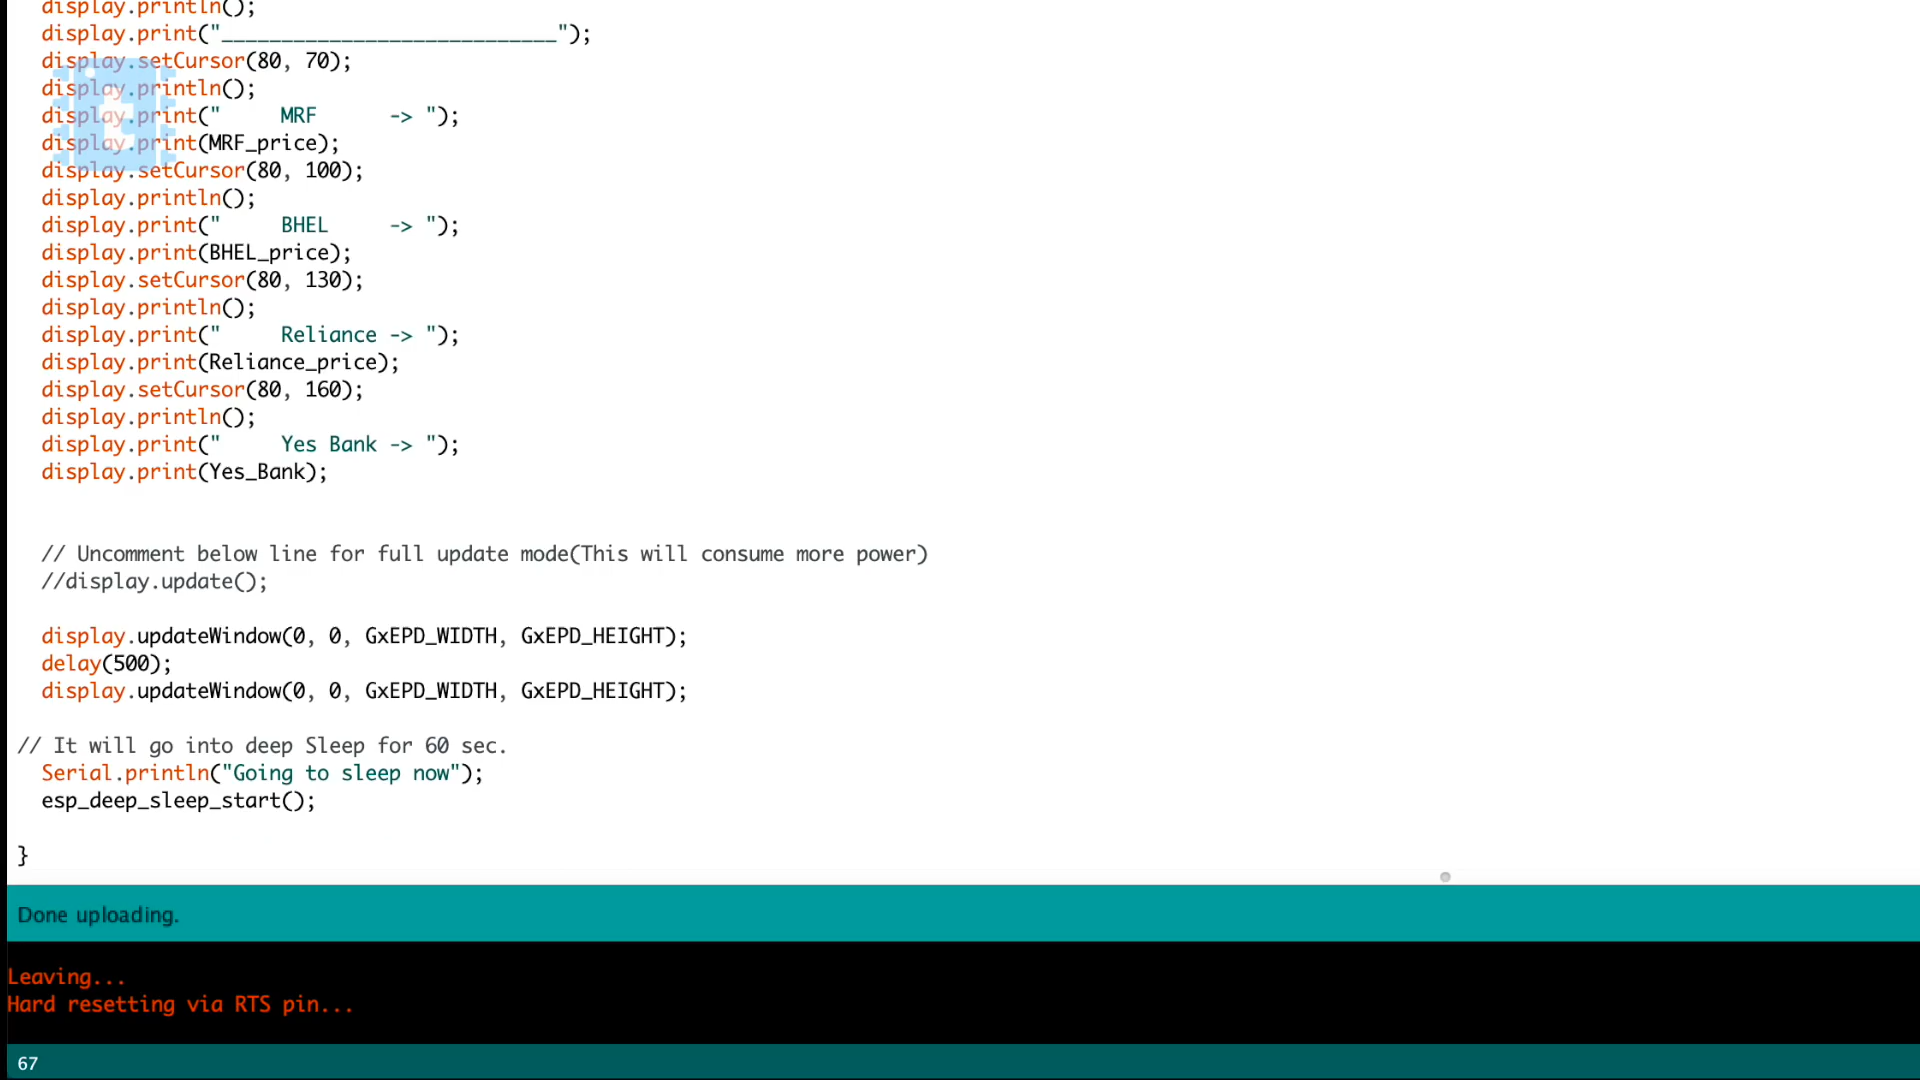 display.println();
display.print("____________________________");
display.setCursor(80, 70);
display.println();
display.print("     MRF      -> ");
display.print(MRF_price);
display.setCursor(80, 100);
display.println();
display.print("     BHEL     -> ");
display.print(BHEL_price);
display.setCursor(80, 130);
display.println();
display.print("     Reliance -> ");
display.print(Reliance_price);
display.setCursor(80, 160);
display.println();
display.print("     Yes Bank -> ");
display.print(Yes_Bank);
// Uncomment below line for full update mode(This will consume more power)
//display.update();
display.updateWindow(0, 0, GxEPD_WIDTH, GxEPD_HEIGHT);
delay(500);
display.updateWindow(0, 0, GxEPD_WIDTH, GxEPD_HEIGHT);
// It will go into deep Sleep for 60 sec.
Serial.println("Going to sleep now");
esp_deep_sleep_start();
}
Done uploading.
Leaving...
Hard resetting via RTS pin...
67